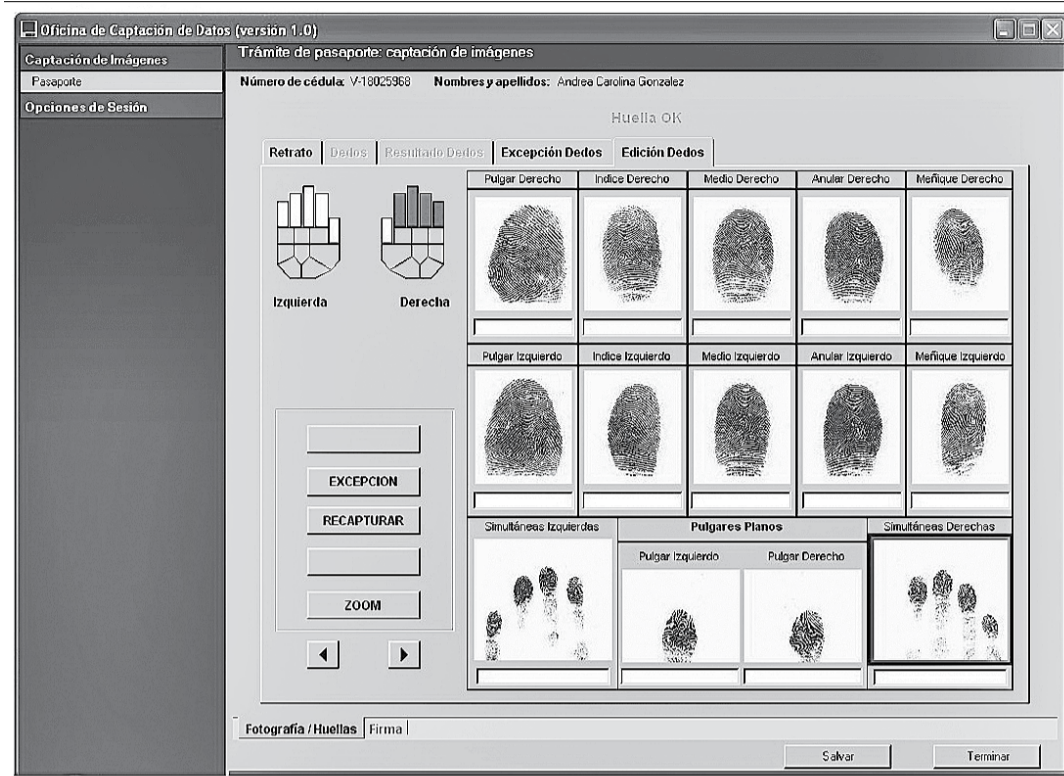 Oficina de Captación de Datos (versión 1.0)
Captación de Imágenes
Pasaporte
Opciones de Sesión
Trámite de pasaporte: captación de imágenes
Número de cédula: V-18025968 Nombres y apellidos: Andrea Carolina Gonzalez
Huella OK
Retrato Dedos Resultado Dedos Excepción Dedos Edición Dedos
Izquierda Derecha
Pulgar Derecho Indice Derecho Medio Derecho Anular Derecho Meñique Derecho
Pulgar Izquierdo Indice Izquierdo Medio Izquierdo Anular Izquierdo Meñique Izquierdo
EXCEPCION
RECAPTURAR
ZOOM
Simultáneas Izquierdas Pulgares Planos Simultáneas Derechas
Pulgar Izquierdo Pulgar Derecho
Fotografía / Huellas Firma
Salvar Terminar